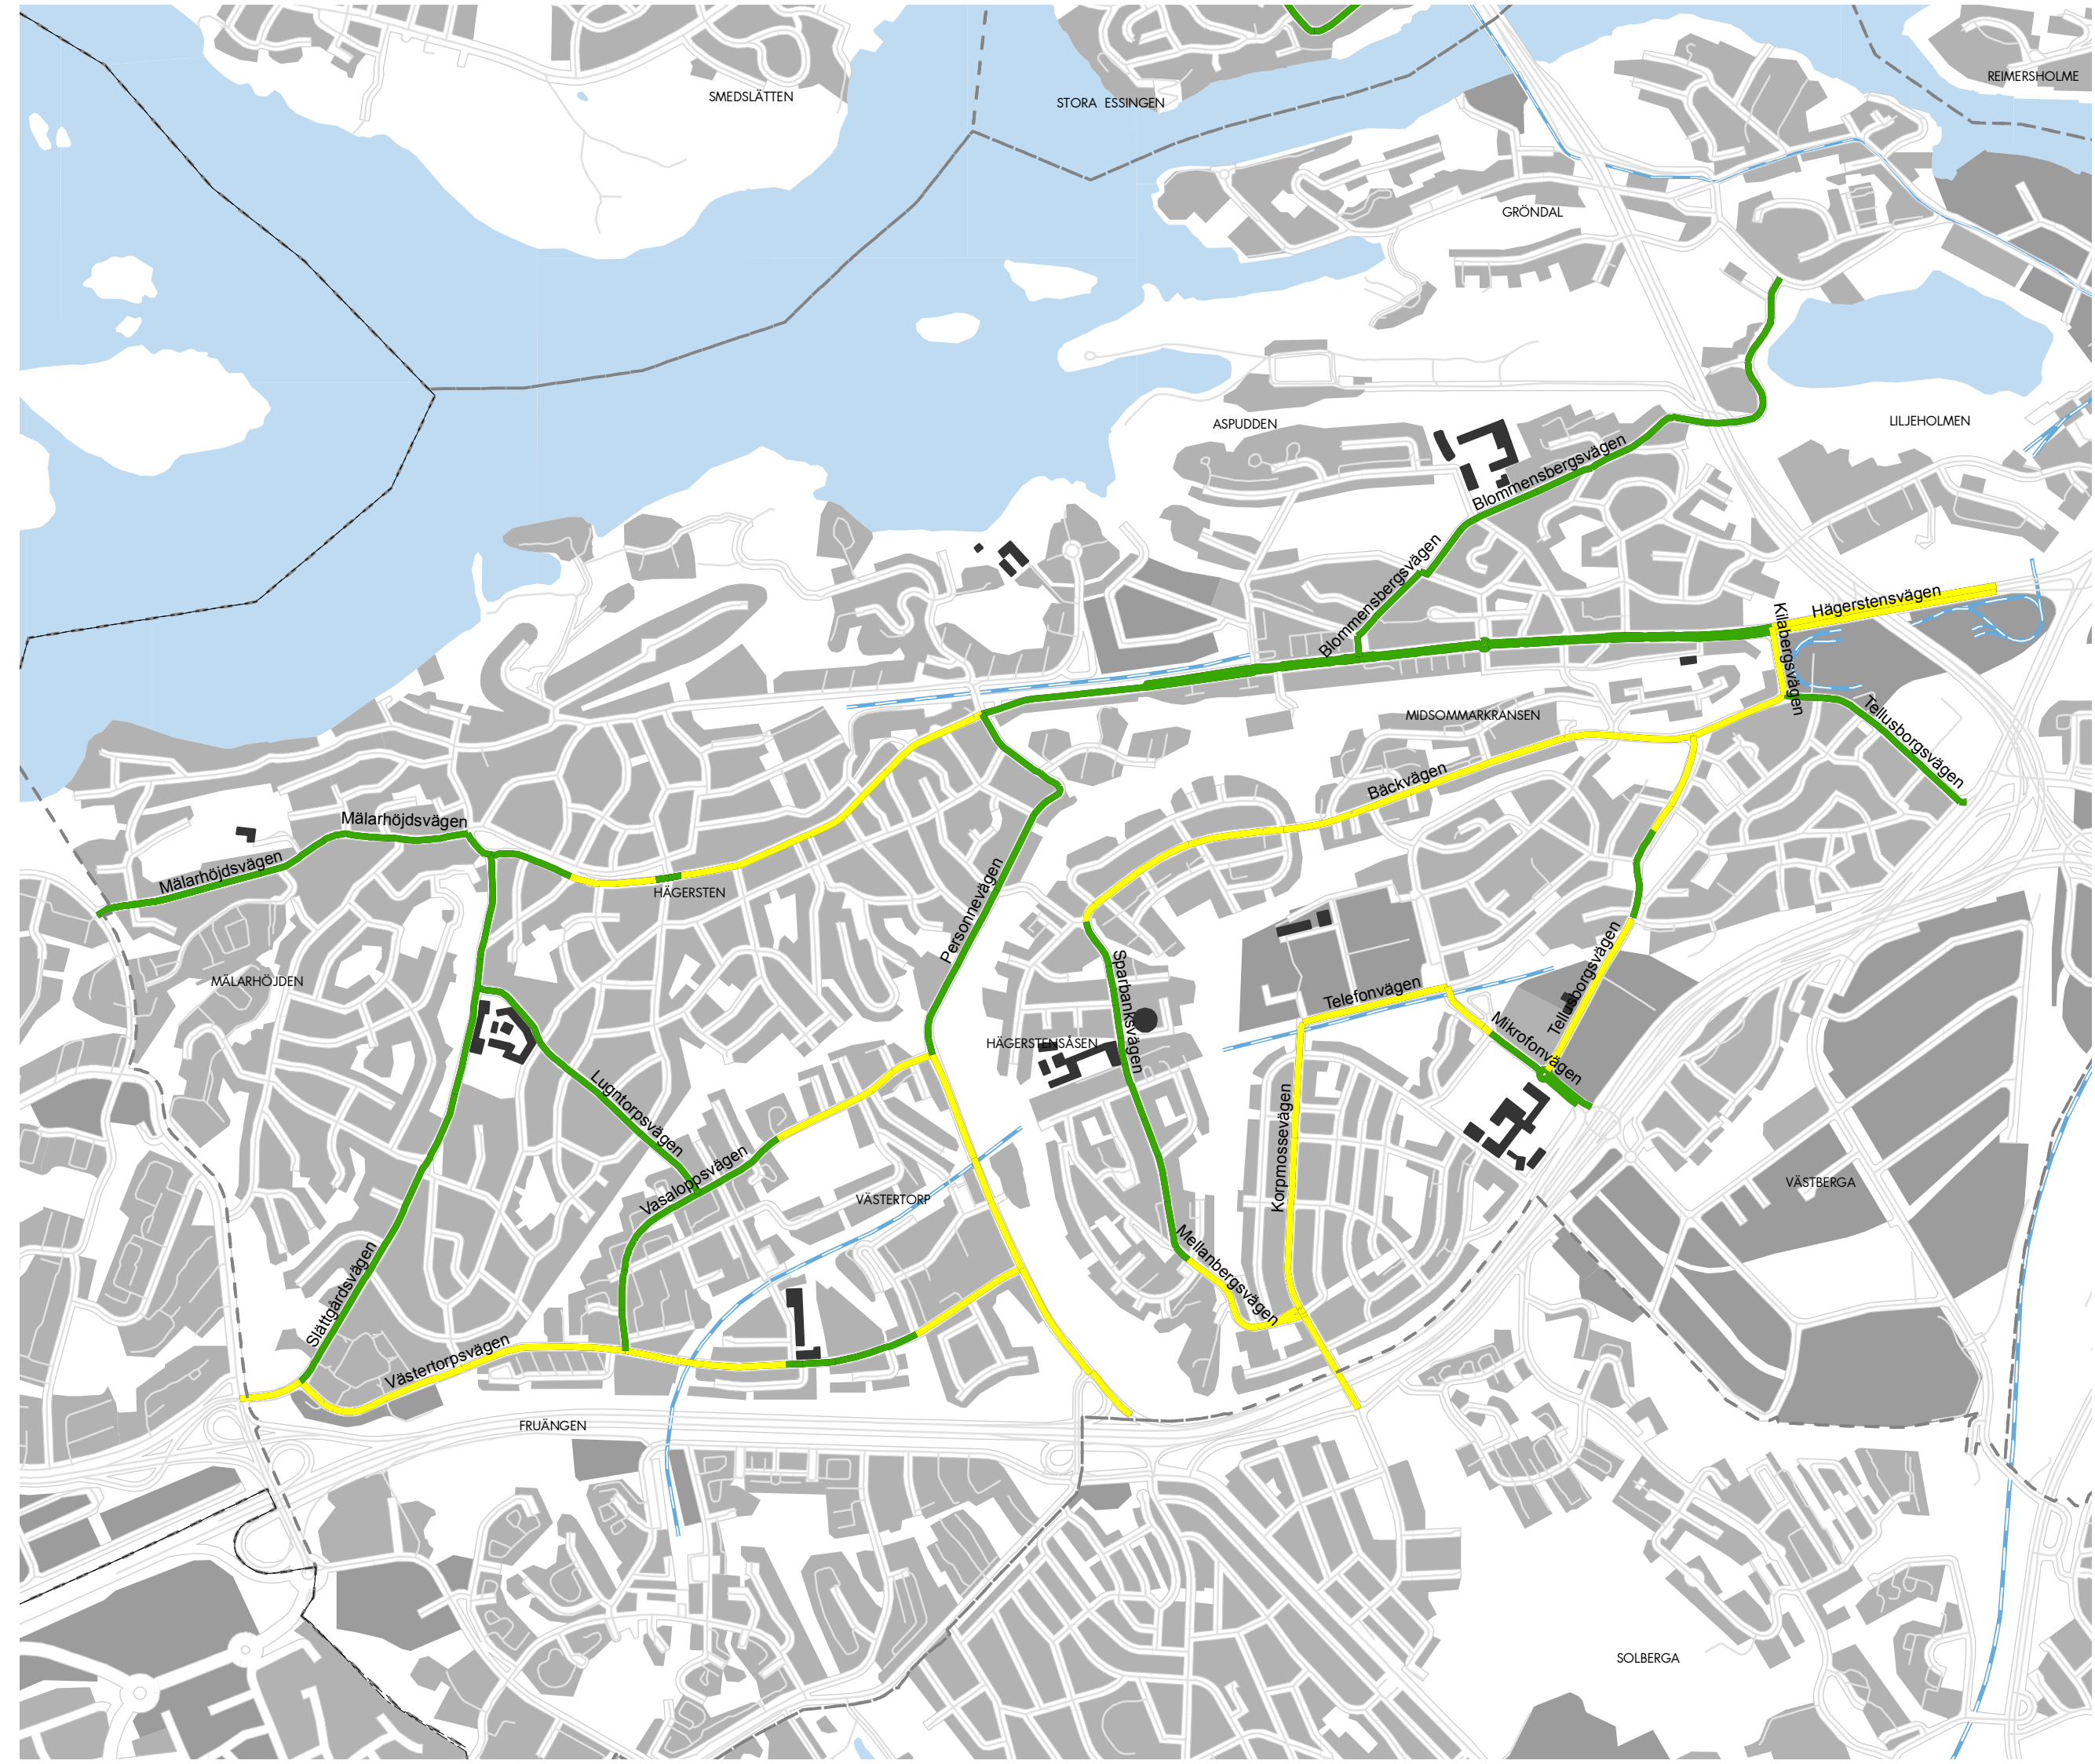 REIMERSHOLME
SMEDSLÄTTEN
STORA ESSINGEN
GRÖNDAL
ASPUDDEN
LILJEHOLMEN
Blommensbergsvägen
Blommensbergsvägen
Hägerstensvägen
Kilabergsvägen
Tellusborgsvägen
MIDSOMMARKRANSEN
Bäckvägen
Mälarhöjdsvägen
Mälarhöjdsvägen
HÄGERSTEN
Personnevägen
MÄLARHÖJDEN
Sparbanksvägen
Telefonvägen
Tellusborgsvägen
Mikrofonvägen
HÄGERSTENSÅSEN
Lugntorpsvägen
Korpmossevägen
Vasaloppsvägen
VÄSTBERGA
VÄSTERTORP
Mellanbergsvägen
Slättgårdsvägen
Västertorpsvägen
FRUÄNGEN
SOLBERGA